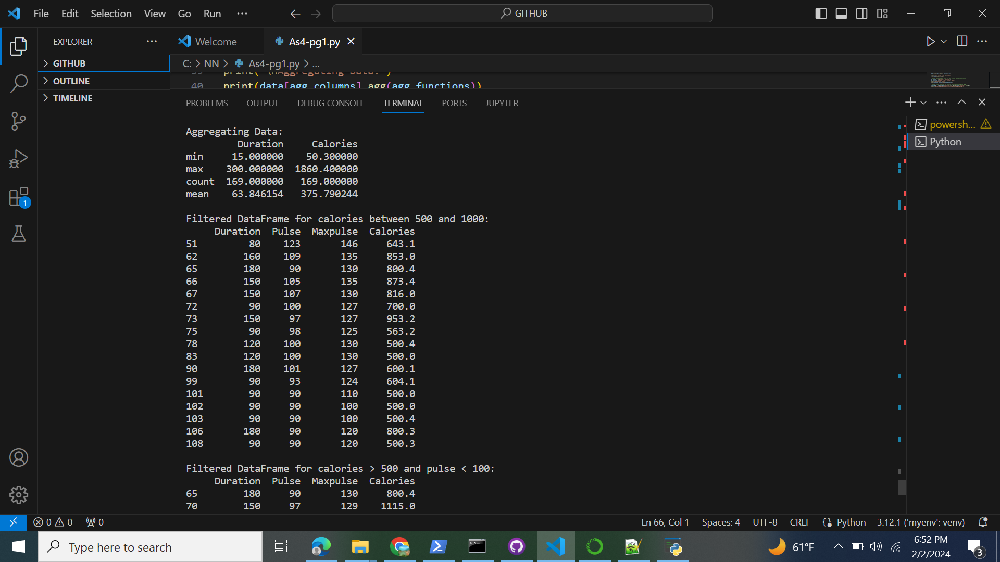 File Edit Selection View Go Run ...
GITHUB
EXPLORER
Welcome
As4-pg1.py
GITHUB
OUTLINE
TIMELINE
C: > NN > As4-pg1.py > ...
print("\nAggregating Data:")
40 print(data[agg_columns].agg(agg_functions))
PROBLEMS OUTPUT DEBUG CONSOLE TERMINAL PORTS JUPYTER
powersh...
Python
Aggregating Data:
Duration Calories
min 15.000000 50.300000
max 300.000000 1860.400000
count 169.000000 169.000000
mean 63.846154 375.790244
Filtered DataFrame for calories between 500 and 1000:
Duration Pulse Maxpulse Calories
51 80 123 146 643.1
62 160 109 135 853.0
65 180 90 130 800.4
66 150 105 135 873.4
67 150 107 130 816.0
72 90 100 127 700.0
73 150 97 127 953.2
75 90 98 125 563.2
78 120 100 130 500.4
83 120 100 130 500.0
90 180 101 127 600.1
99 90 93 124 604.1
101 90 90 110 500.0
102 90 90 100 500.0
103 90 90 100 500.4
106 180 90 120 800.3
108 90 90 120 500.3
Filtered DataFrame for calories > 500 and pulse < 100:
Duration Pulse Maxpulse Calories
65 180 90 130 800.4
70 150 97 129 1115.0
1
0 0 0
Ln 66, Col 1 Spaces: 4 UTF-8 CRLF Python 3.12.1 ('myenv': venv)
Type here to search
61°F
6:52 PM
2/2/2024
3